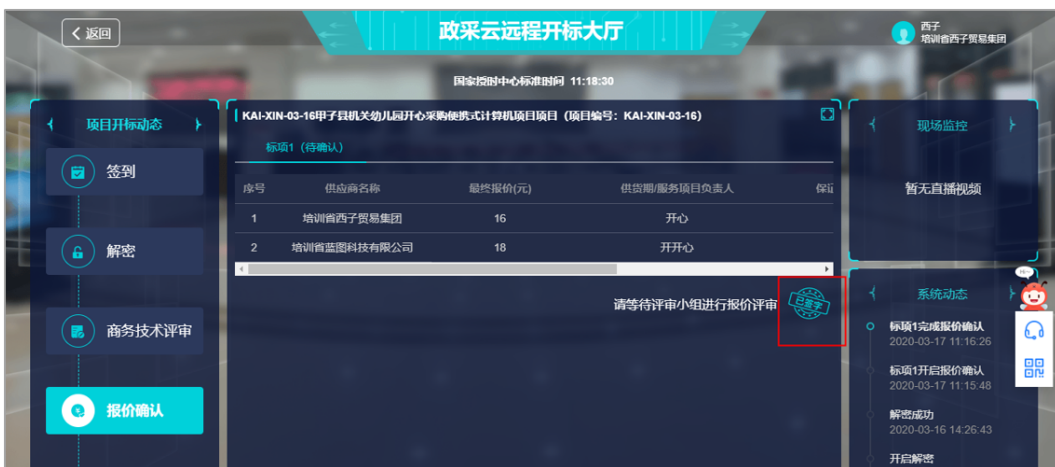 返回
政采云远程开标大厅
西子
培训省西子贸易集团
国家授时中心标准时间 11:18:30
项目开标动态
签到
解密
商务技术评审
报价确认
KAI-XIN-03-16甲子县机关幼儿园开心采购便携式计算机项目项目（项目编号：KAI-XIN-03-16）
标项1（待确认）
序号 供应商名称 最终报价(元) 供货期/服务项目负责人 保证
1 培训省西子贸易集团 16 开心
2 培训省蓝图科技有限公司 18 开开心
请等待评审小组进行报价评审
已签字
现场监控
暂无直播视频
系统动态
标项1完成报价确认
2020-03-17 11:16:26
标项1开启报价确认
2020-03-17 11:15:48
解密成功
2020-03-16 14:26:43
开启解密